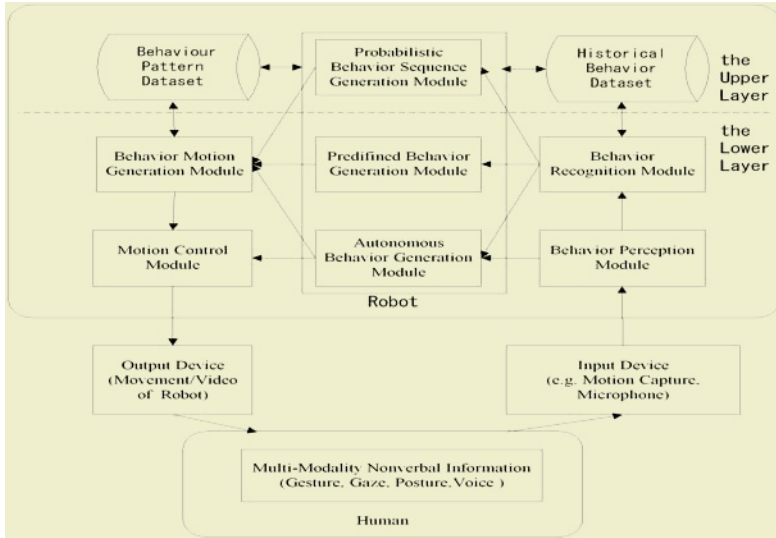 Behaviour
Pattern
Dataset
Probabilistic
Behavior Sequence
Generation Module
Historical
Behavior
Dataset
the
Upper
Layer
the
Lower
Layer
Behavior Motion
Generation Module
Predifined Behavior
Generation Module
Behavior
Recognition Module
Motion Control
Module
Autonomous
Behavior Generation
Module
Behavior Perception
Module
Robot
Output Device
(Movement/Video
of Robot)
Input Device
(e.g. Motion Capture,
Microphone)
Multi-Modality Nonverbal Information
(Gesture, Gaze, Posture,Voice )
Human